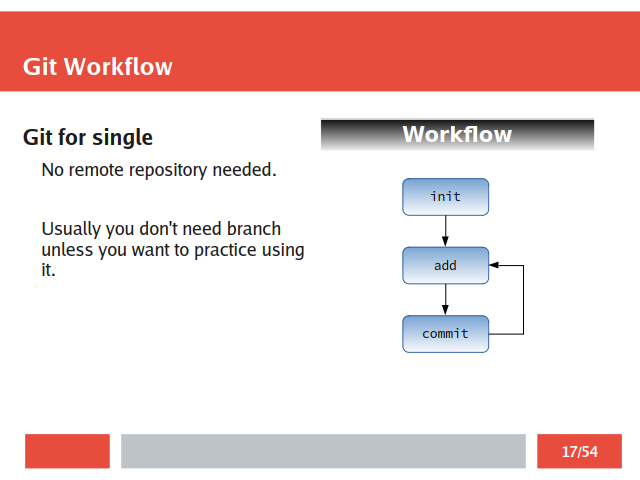 Git Workflow
Git for single
No remote repository needed.
Usually you don't need branch
unless you want to practice using
it.
Workflow
init
add
commit
17/54